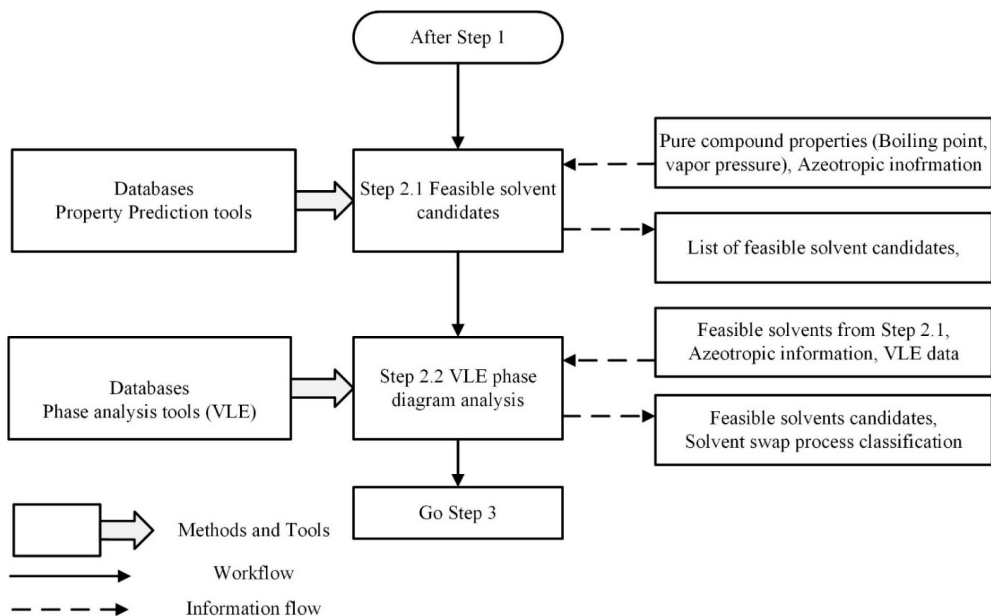 After Step 1
Pure compound properties (Boiling point,
vapor pressure), Azeotropic inofrmation
Databases
Property Prediction tools
Step 2.1 Feasible solvent
candidates
List of feasible solvent candidates,
Feasible solvents from Step 2.1,
Azeotropic information, VLE data
Databases
Phase analysis tools (VLE)
Step 2.2 VLE phase
diagram analysis
Feasible solvents candidates,
Solvent swap process classification
Go Step 3
Methods and Tools
Workflow
Information flow